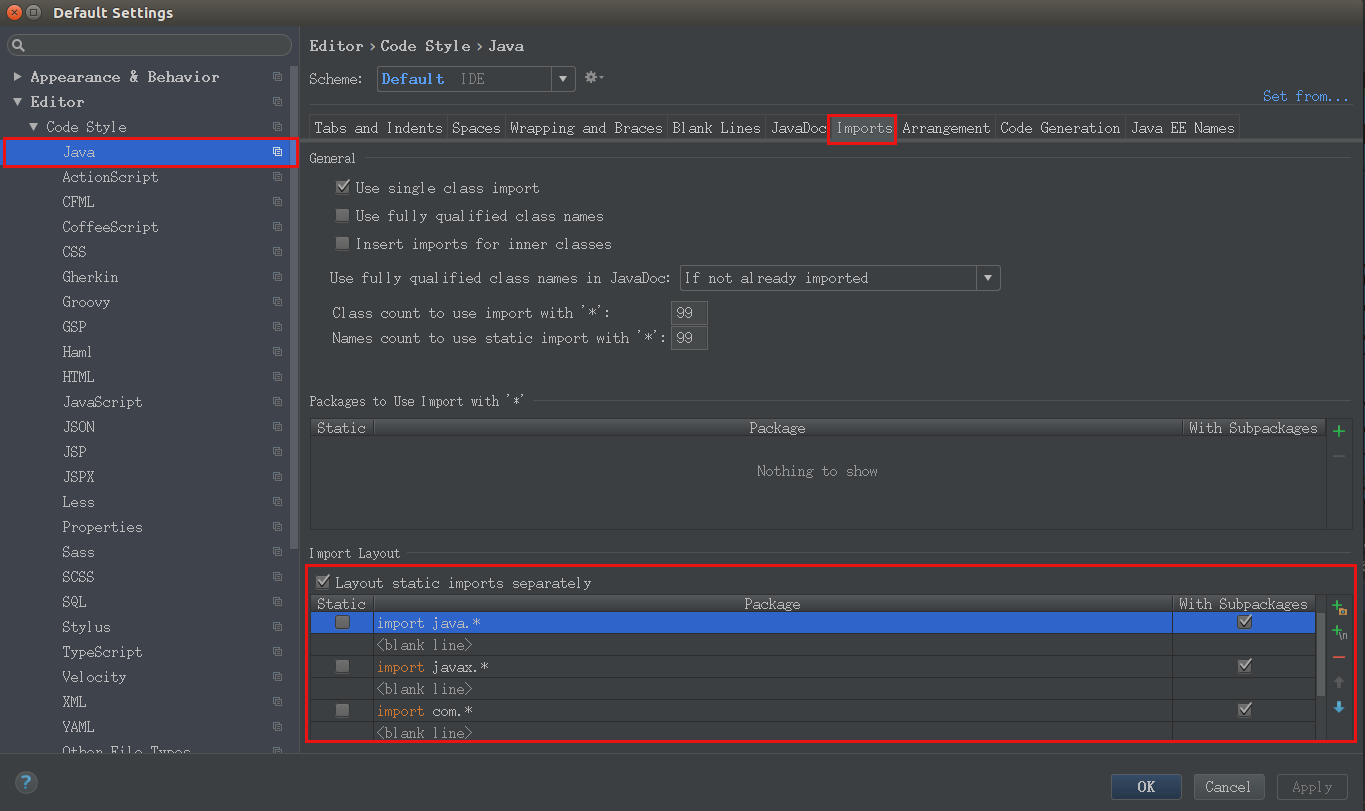 Default Settings
Appearance & Behavior
Editor
Code Style
Java
ActionScript
CFML
CoffeeScript
CSS
Gherkin
Groovy
GSP
Haml
HTML
JavaScript
JSON
JSP
JSPX
Less
Properties
Sass
SCSS
SQL
Stylus
TypeScript
Velocity
XML
YAML
Other File Types
Editor › Code Style › Java
Scheme: Default IDE
Set from...
Tabs and Indents Spaces Wrapping and Braces Blank Lines JavaDoc Imports Arrangement Code Generation Java EE Names
General
Use single class import
Use fully qualified class names
Insert imports for inner classes
Use fully qualified class names in JavaDoc: If not already imported
Class count to use import with '*': 99
Names count to use static import with '*': 99
Packages to Use Import with '*'
Static Package With Subpackages
Nothing to show
Import Layout
Layout static imports separately
Static Package With Subpackages
import java.*
<blank line>
import javax.*
<blank line>
import com.*
<blank line>
? OK Cancel Apply